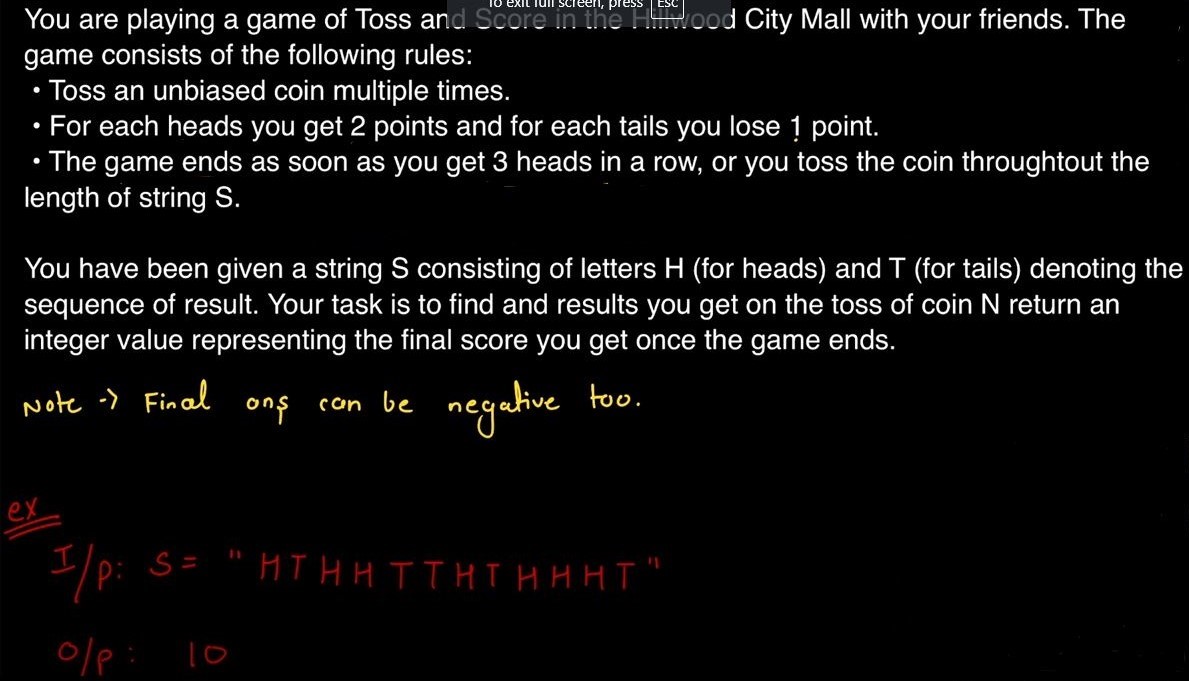 To exit full screen, press Esc
You are playing a game of Toss and Score in the Hillwood City Mall with your friends. The
game consists of the following rules:
• Toss an unbiased coin multiple times.
• For each heads you get 2 points and for each tails you lose 1 point.
• The game ends as soon as you get 3 heads in a row, or you toss the coin throughtout the
length of string S.
You have been given a string S consisting of letters H (for heads) and T (for tails) denoting the
sequence of result. Your task is to find and results you get on the toss of coin N return an
integer value representing the final score you get once the game ends.
Note -> Final ans can be negative too.
ex
I/p: S = "HTHHTTHTHHHT"
O/p: 10